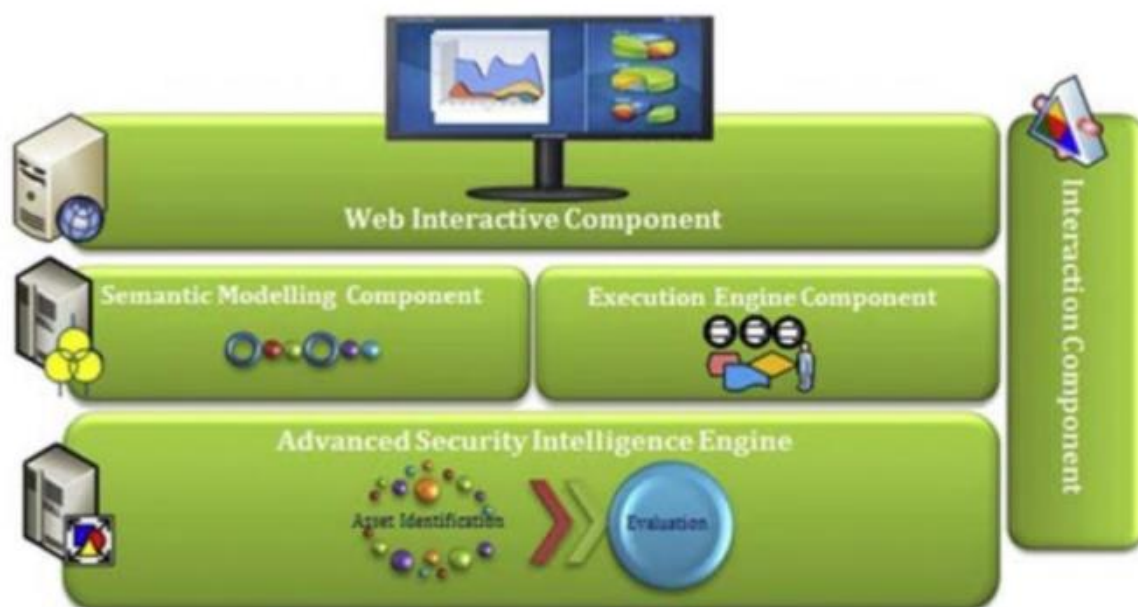 Web Interactive Component
Semantic Modelling Component
Execution Engine Component
Advanced Security Intelligence Engine
Asset Identification
Evaluation
Interaction Component